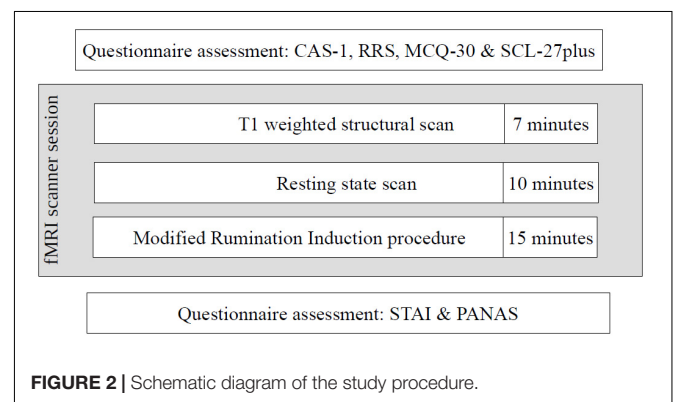 Questionnaire assessment: CAS-1, RRS, MCQ-30 & SCL-27plus
fMRI scanner session
T1 weighted structural scan 7 minutes
Resting state scan 10 minutes
Modified Rumination Induction procedure 15 minutes
Questionnaire assessment: STAI & PANAS
FIGURE 2 | Schematic diagram of the study procedure.